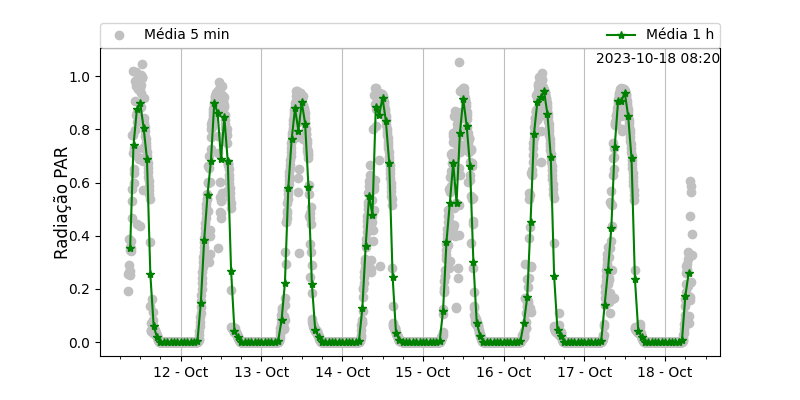 Média 5 min
Média 1 h
2023-10-18 08:20
Radiação PAR
1.0
0.8
0.6
0.4
0.2
0.0
12 - Oct
13 - Oct
14 - Oct
15 - Oct
16 - Oct
17 - Oct
18 - Oct